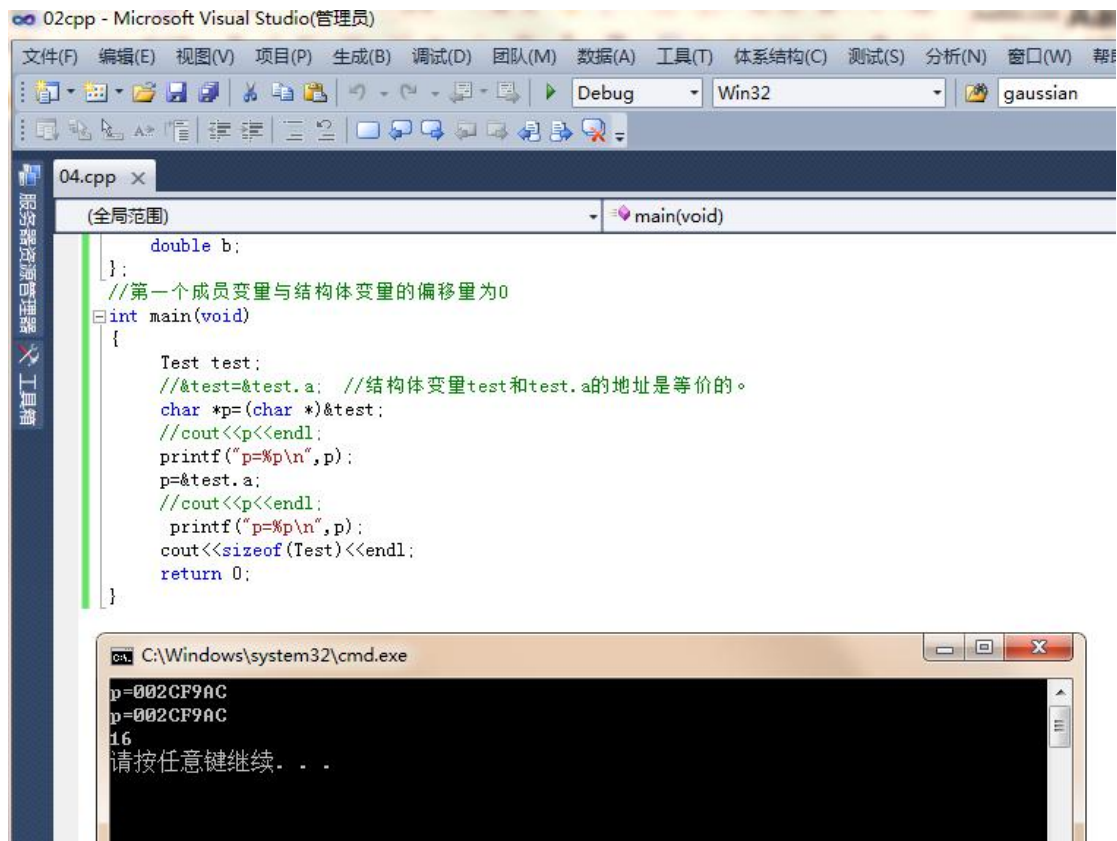 02cpp - Microsoft Visual Studio(管理员)
文件(F) 编辑(E) 视图(V) 项目(P) 生成(B) 调试(D) 团队(M) 数据(A) 工具(T) 体系结构(C) 测试(S) 分析(N) 窗口(W)
Debug Win32 gaussian
04.cpp
(全局范围) main(void)
服务器资源管理器
工具箱
double b;
};
//第一个成员变量与结构体变量的偏移量为0
int main(void)
{
Test test;
//&test=&test.a; //结构体变量test和test.a的地址是等价的。
char *p=(char *)&test;
//cout<<p<<endl;
printf("p=%p\n",p);
p=&test.a;
//cout<<p<<endl;
printf("p=%p\n",p);
cout<<sizeof(Test)<<endl;
return 0;
}
C:\Windows\system32\cmd.exe
p=002CF9AC
p=002CF9AC
16
请按任意键继续. . .